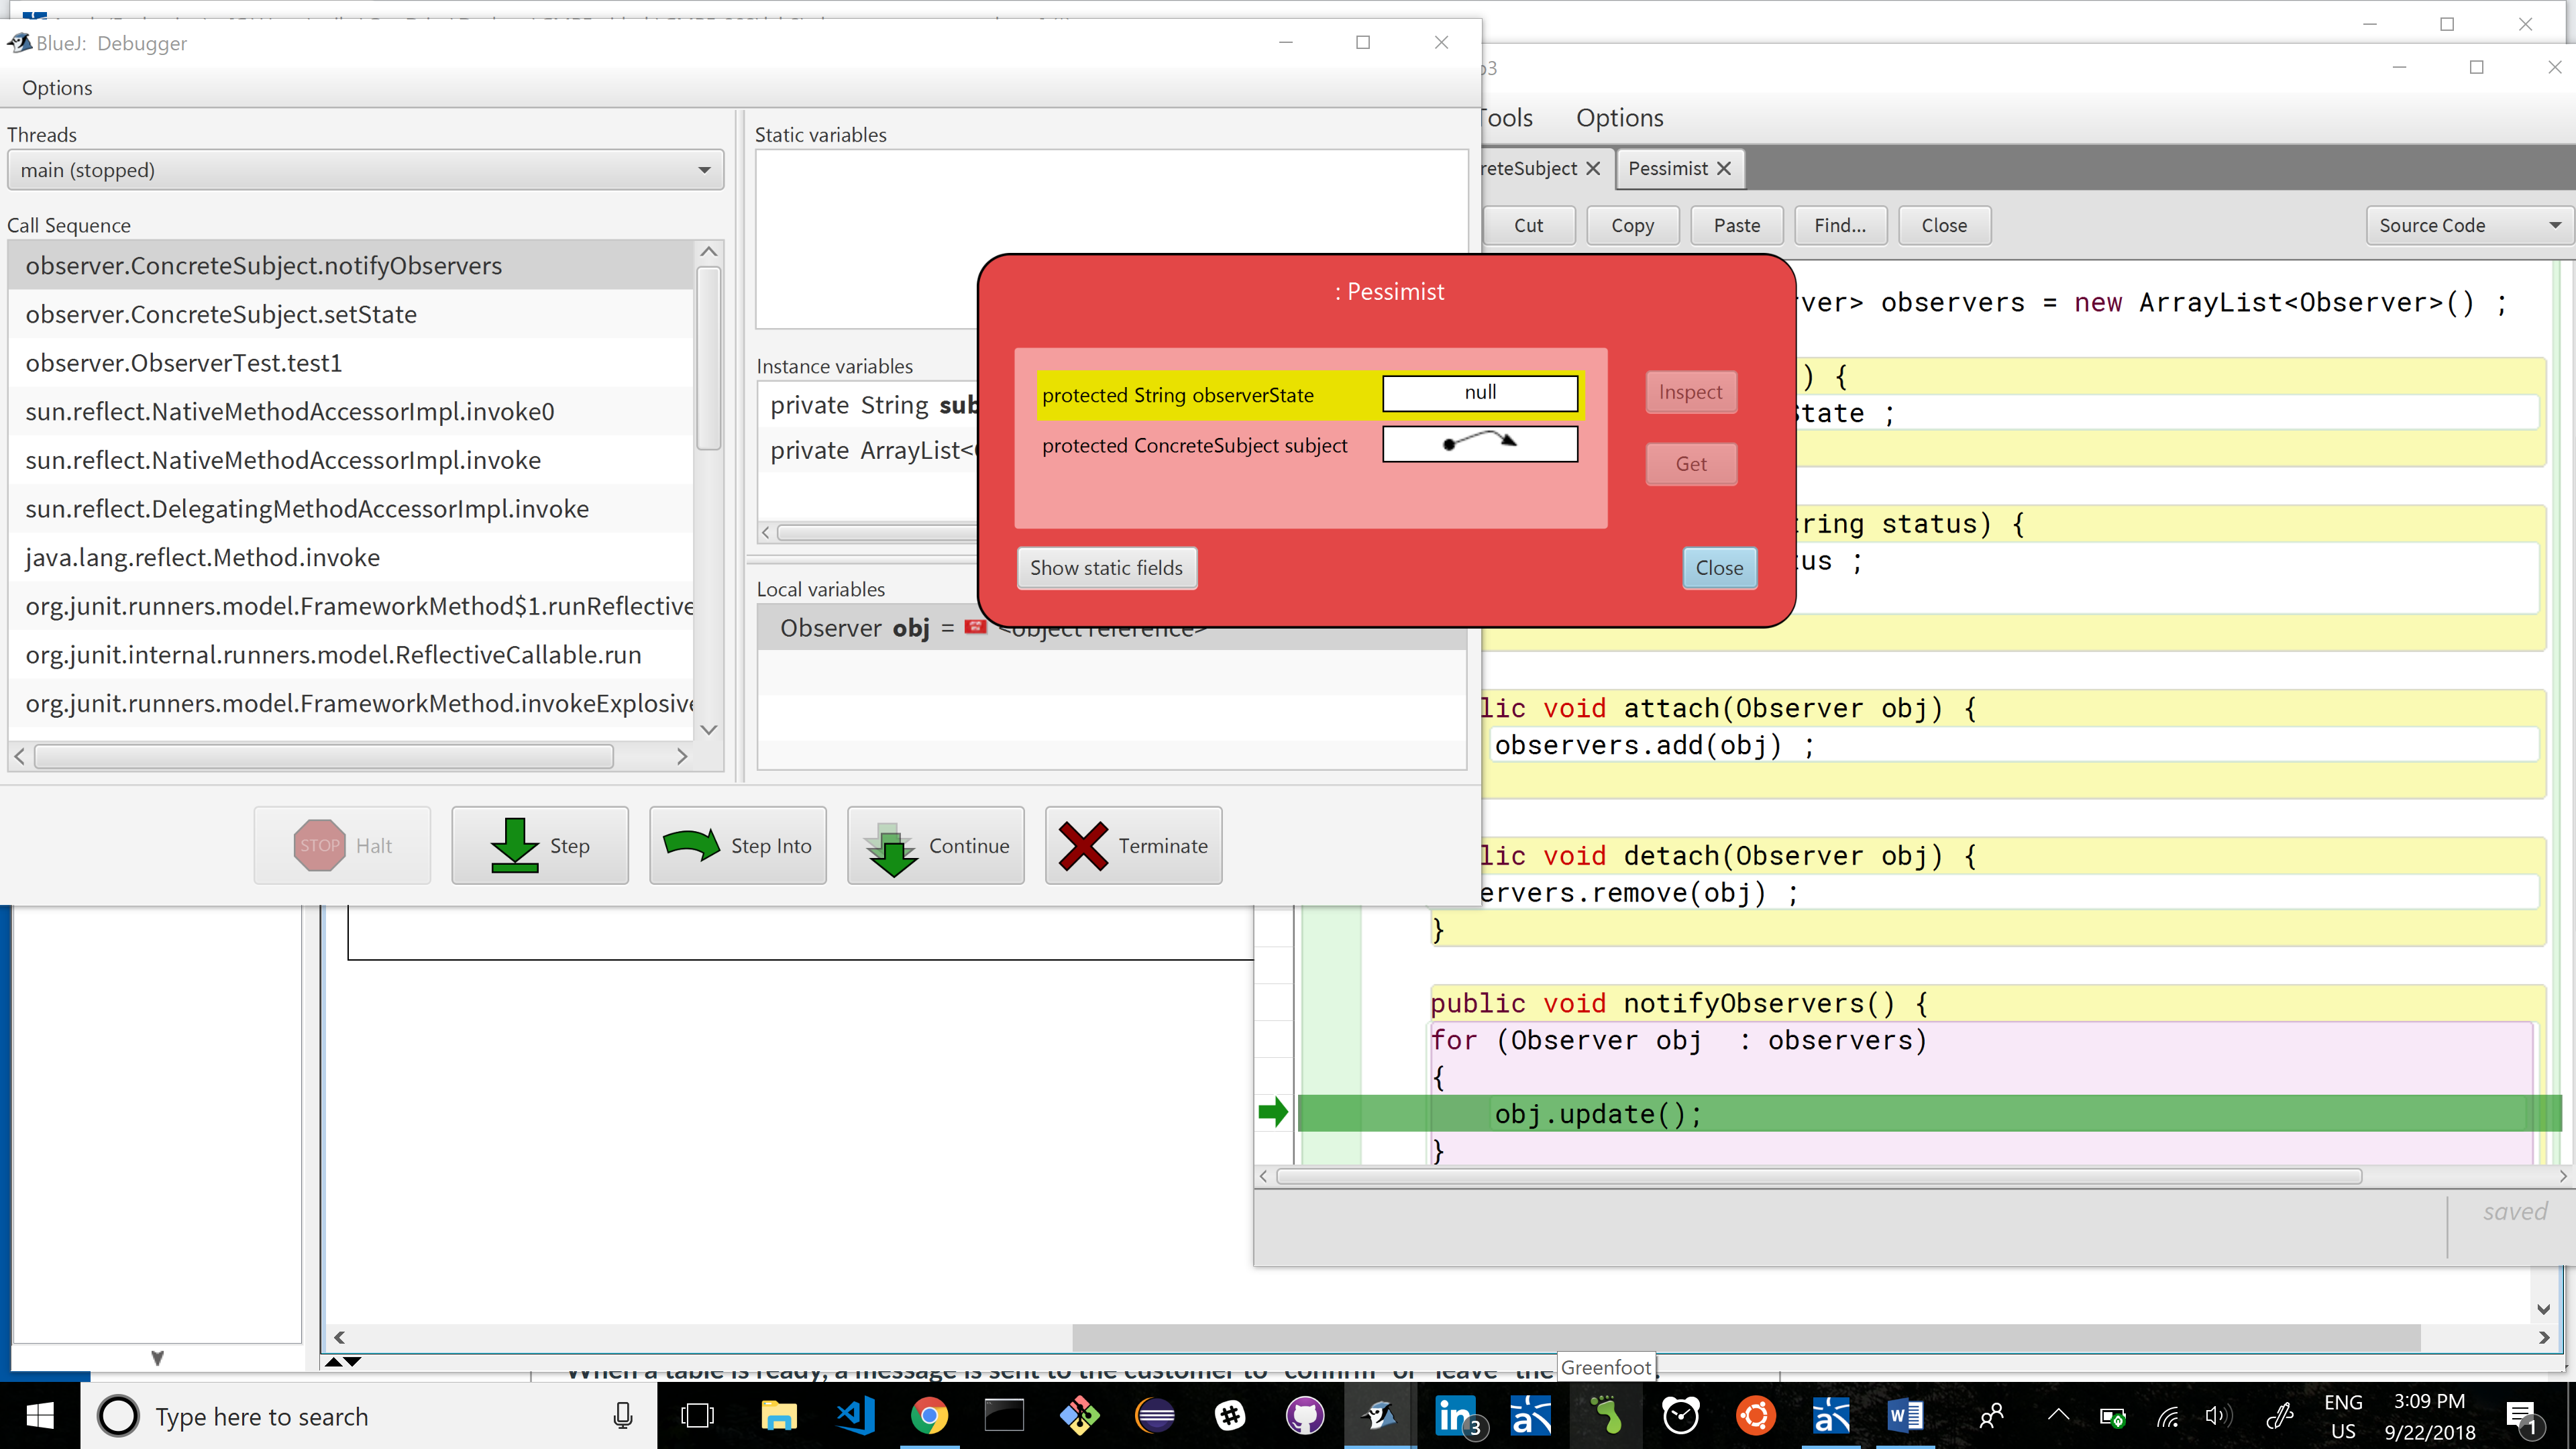 BlueJ: Debugger
Options
Threads
main (stopped)
Call Sequence
observer.ConcreteSubject.notifyObservers
observer.ConcreteSubject.setState
observer.ObserverTest.test1
sun.reflect.NativeMethodAccessorImpl.invoke0
sun.reflect.NativeMethodAccessorImpl.invoke
sun.reflect.DelegatingMethodAccessorImpl.invoke
java.lang.reflect.Method.invoke
org.junit.runners.model.FrameworkMethod$1.runReflective
org.junit.internal.runners.model.ReflectiveCallable.run
org.junit.runners.model.FrameworkMethod.invokeExplosive
Static variables
Instance variables
private String sub
private ArrayList<
Local variables
Observer obj = <object reference>
STOP Halt
Step
Step Into
Continue
Terminate
: Pessimist
protected String observerState null
protected ConcreteSubject subject
Inspect
Get
Show static fields
Close
p3
Tools Options
reteSubject Pessimist
Cut Copy Paste Find... Close Source Code
ver> observers = new ArrayList<Observer>() ;
) {
State ;
tring status) {
tus ;
lic void attach(Observer obj) {
observers.add(obj) ;
lic void detach(Observer obj) {
ervers.remove(obj) ;
}
public void notifyObservers() {
for (Observer obj : observers)
{
obj.update();
}
saved
When a table is ready, a message is sent to the customer to "confirm" or "leave" the
Greenfoot
Type here to search
3
ENG
US
3:09 PM
9/22/2018
1